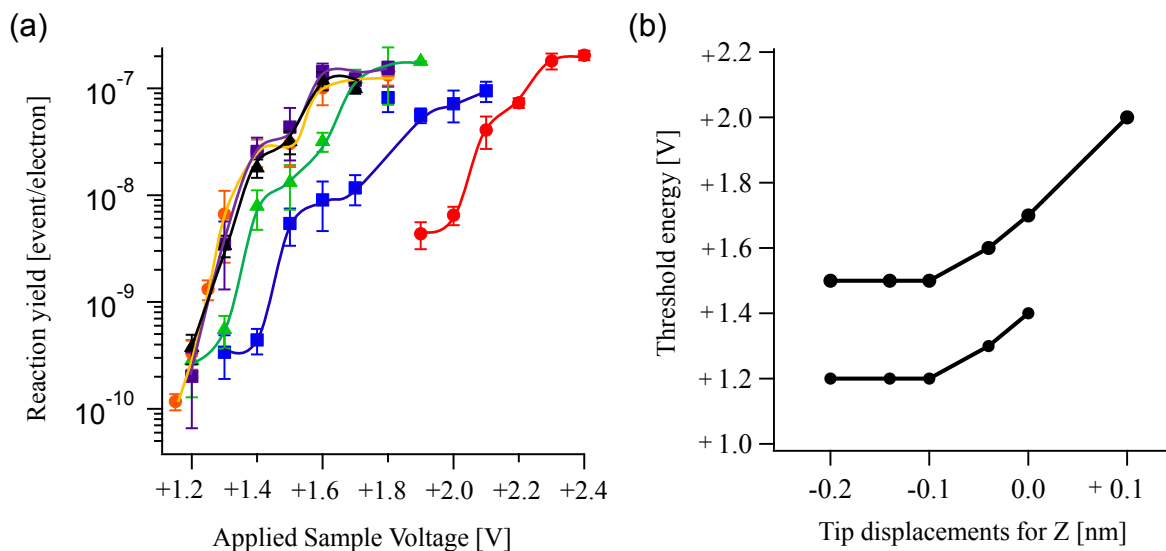 (a)
Reaction yield [event/electron]
10-7
10-8
10-9
10-10
+1.2 +1.4 +1.6 +1.8 +2.0 +2.2 +2.4
Applied Sample Voltage [V]
(b)
Threshold energy [V]
+2.2
+2.0
+1.8
+1.6
+1.4
+1.2
+1.0
-0.2 -0.1 0.0 +0.1
Tip displacements for Z [nm]